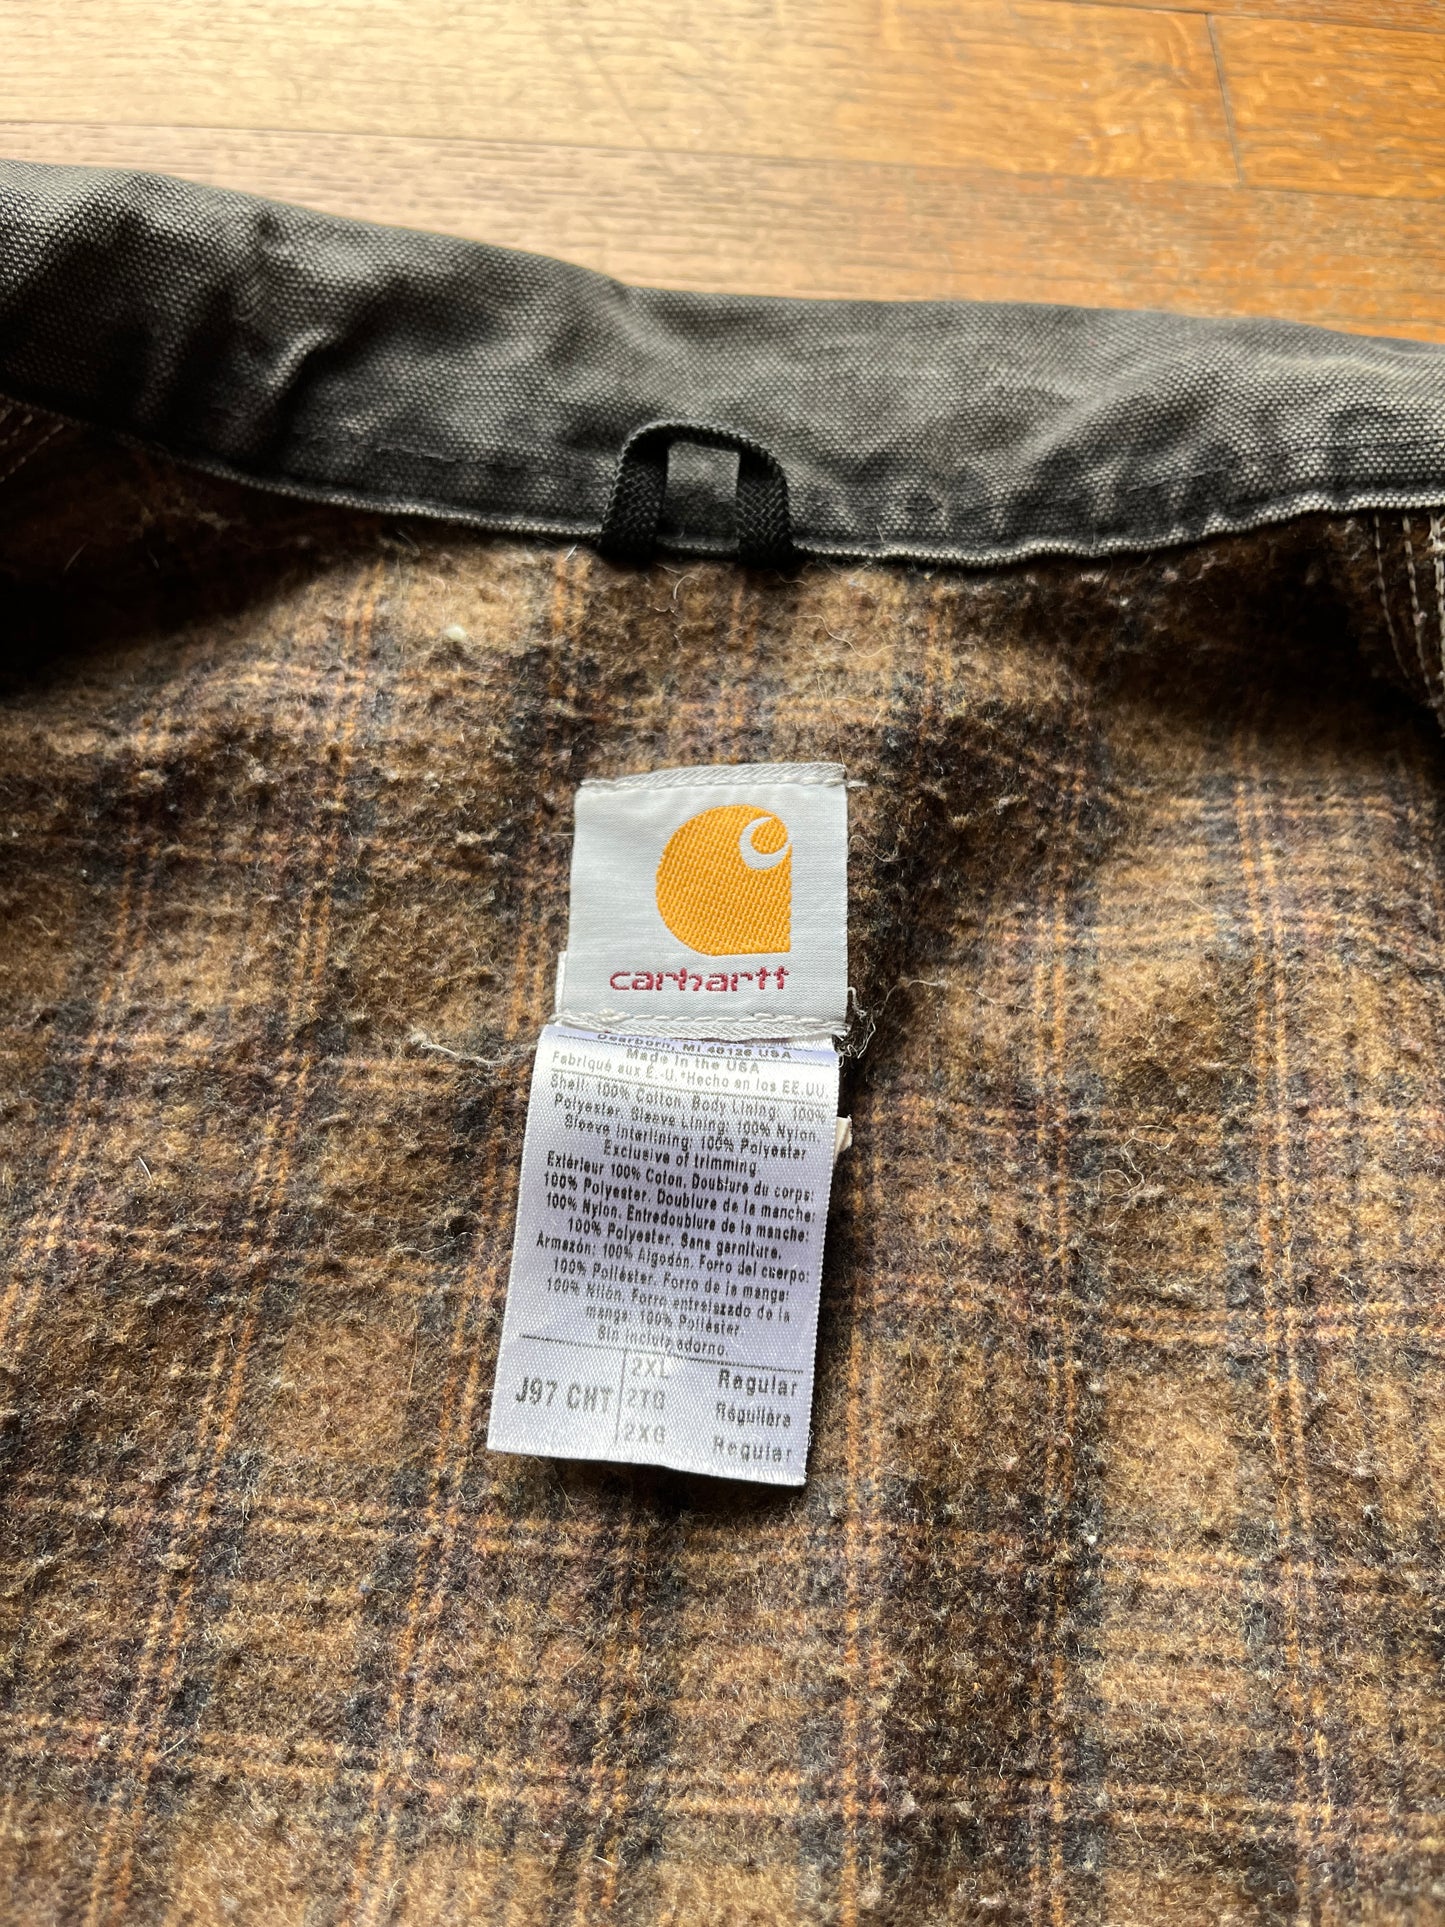 carhartt
Dearborn, MI 48126 USA
Made in the USA
Fabriqué aux É.-U. *Hecho en los EE.UU.
Shell: 100% Cotton. Body Lining: 100%
Polyester. Sleeve Lining: 100% Nylon.
Sleeve Interlining: 100% Polyester
Exclusive of trimming
Extérieur 100% Coton. Doublure du corps:
100% Polyester. Doublure de la manche:
100% Nylon. Entredoublure de la manche:
100% Polyester. Sans garniture.
Armazón: 100% Algodón. Forro del cuerpo:
100% Poliéster. Forro de la manga:
100% Nilón. Forro entrelazado de la
manga: 100% Poliéster
Sin incluir adorno.
J97 CHT
2XL Regular
2TG Régulière
2XG Regular